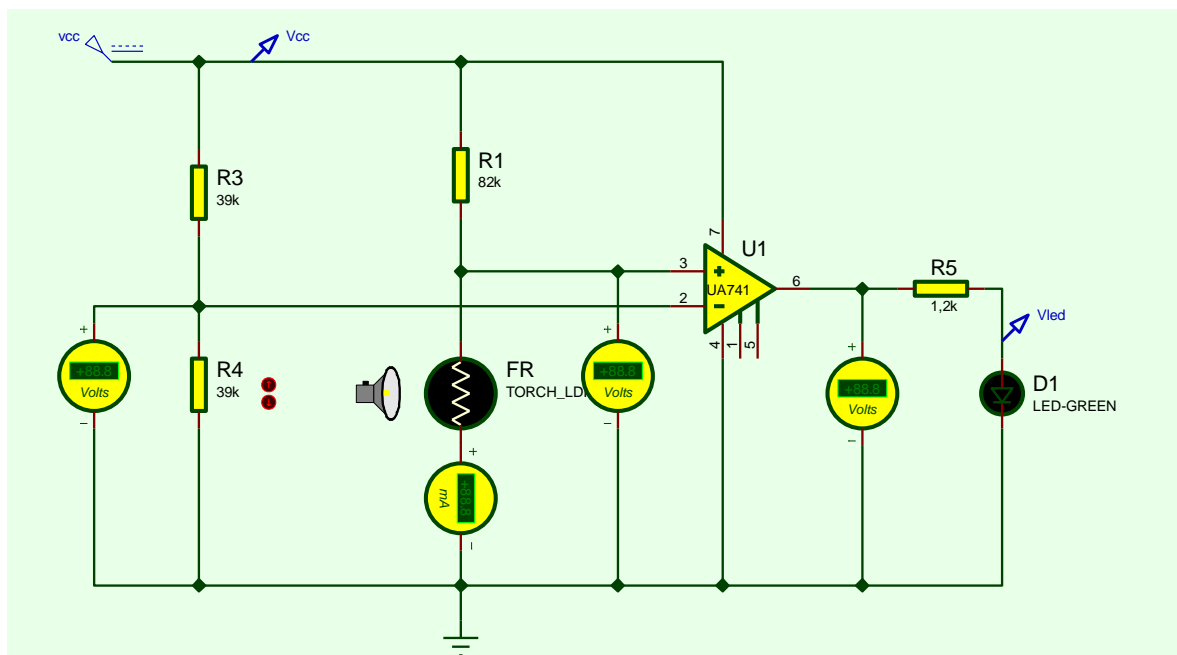 vcc
Vcc
R3
39k
R1
82k
7
U1
3
+
UA741
6
2
-
4
1
5
R5
1,2k
Vled
+
+88.8
Volts
-
R4
39k
FR
TORCH_LD
+
+88.8
mA
-
+
+88.8
Volts
-
+
+88.8
Volts
-
D1
LED-GREEN